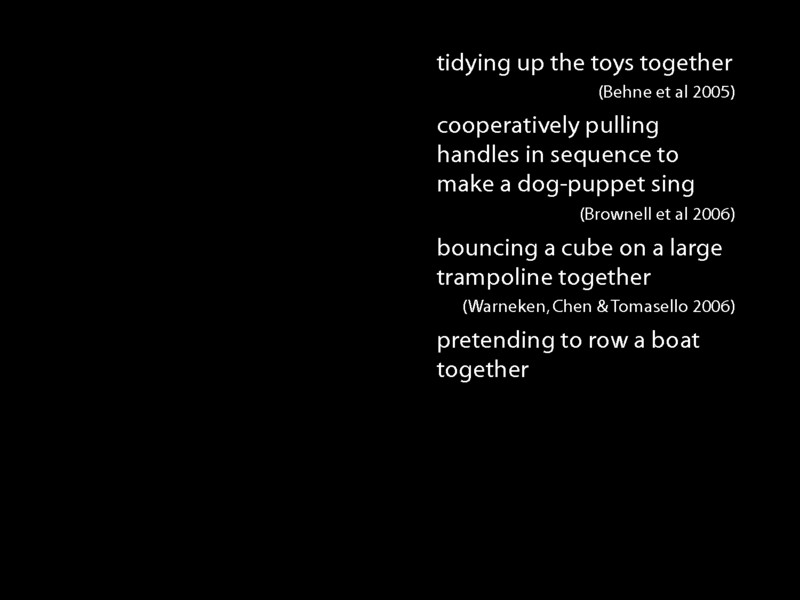 tidying up the toys together
(Behne et al 2005)
cooperatively pulling
handles in sequence to
make a dog-puppet sing
(Brownell et al 2006)
bouncing a cube on a large
trampoline together
(Warneken, Chen & Tomasello 2006)
pretending to row a boat
together